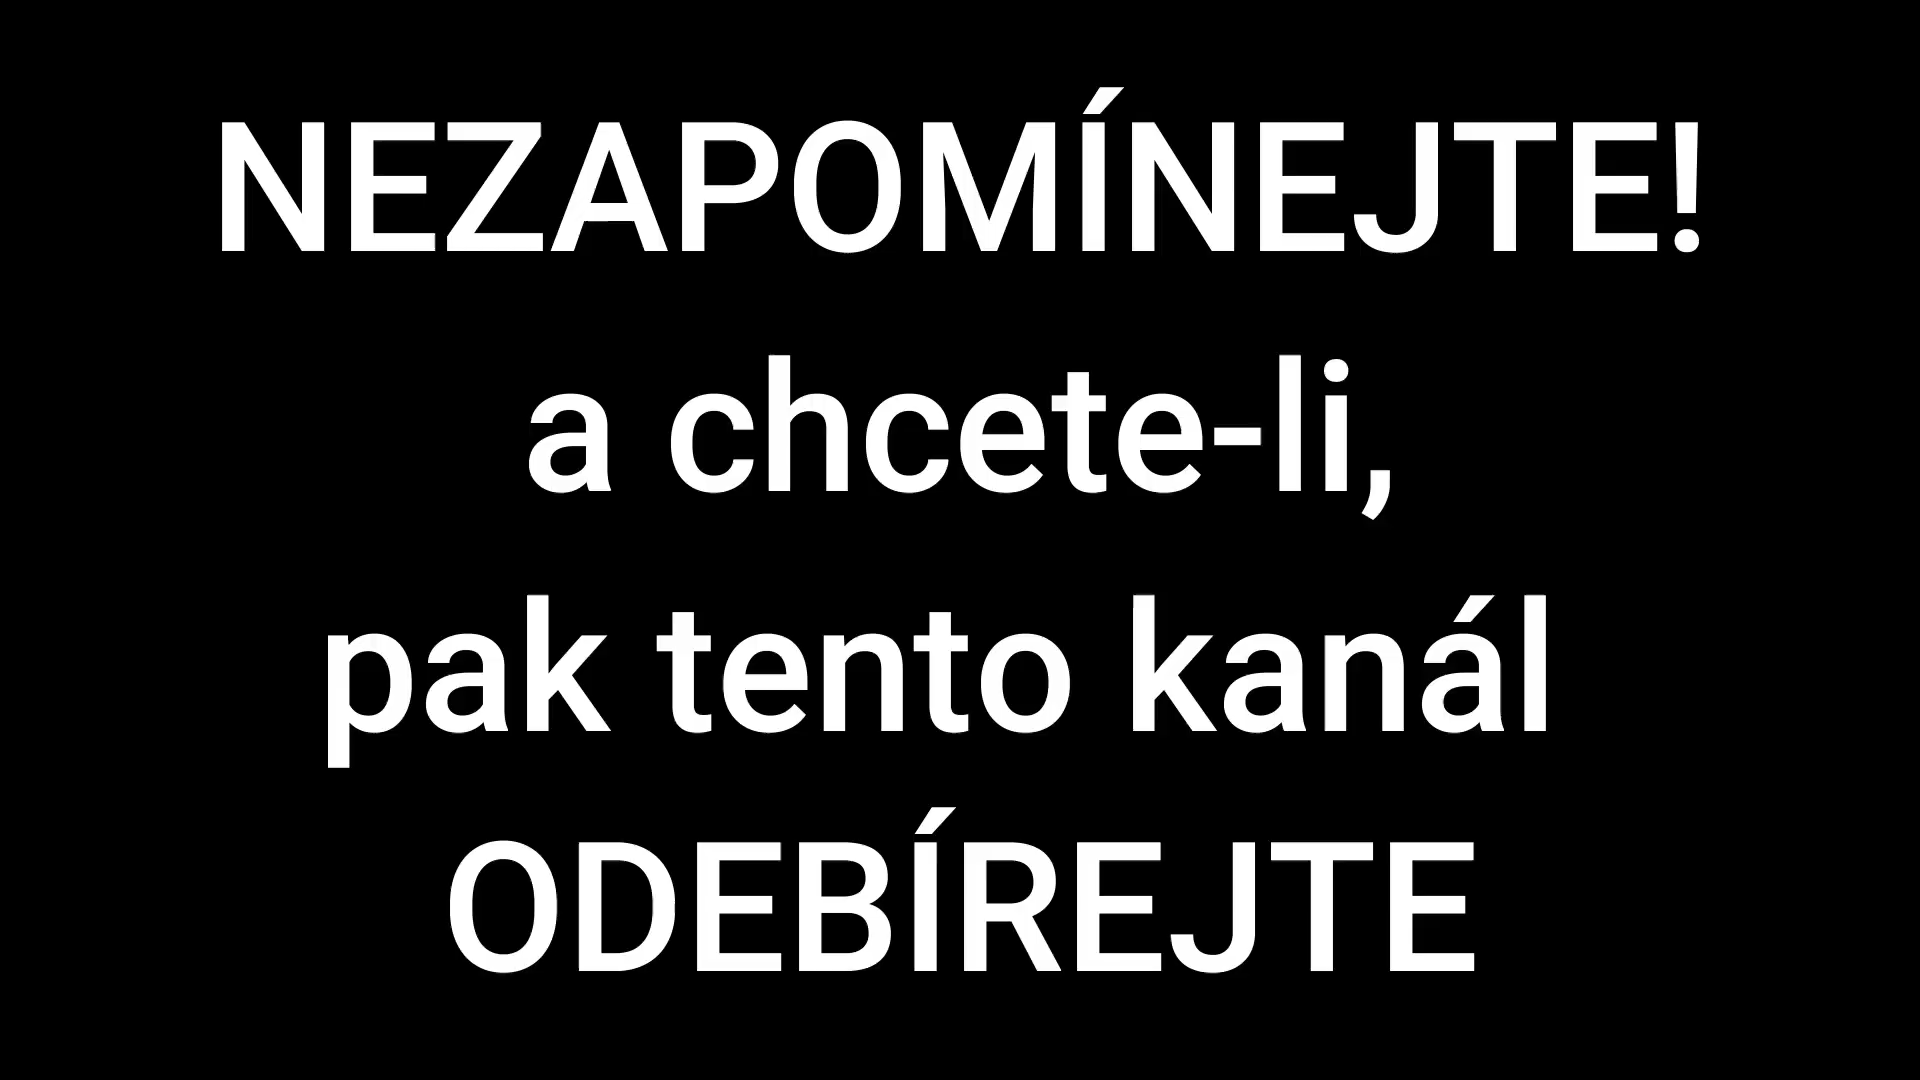 NEZAPOMÍNEJTE!
a chcete-li,
pak tento kanál
ODEBÍREJTE